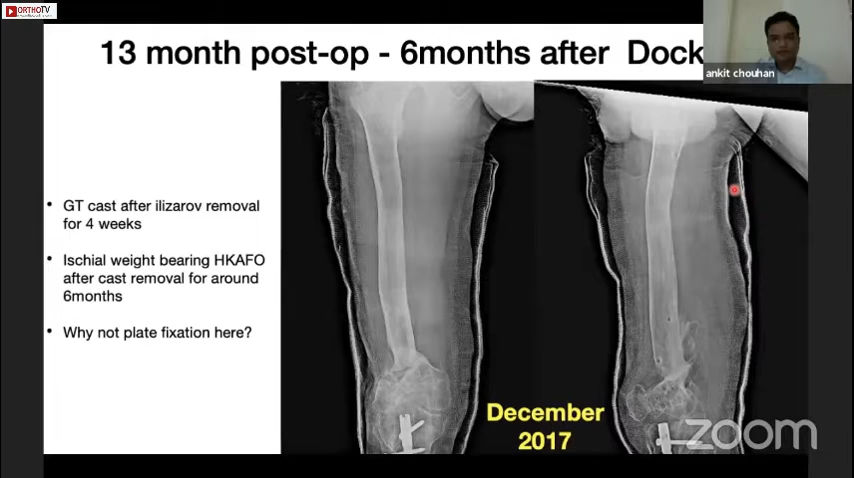 ORTHOTV
13 month post-op - 6months after Dock
ankit chouhan
• GT cast after ilizarov removal
for 4 weeks
• Ischial weight bearing HKAFO
after cast removal for around
6months
• Why not plate fixation here?
December
2017
zoom